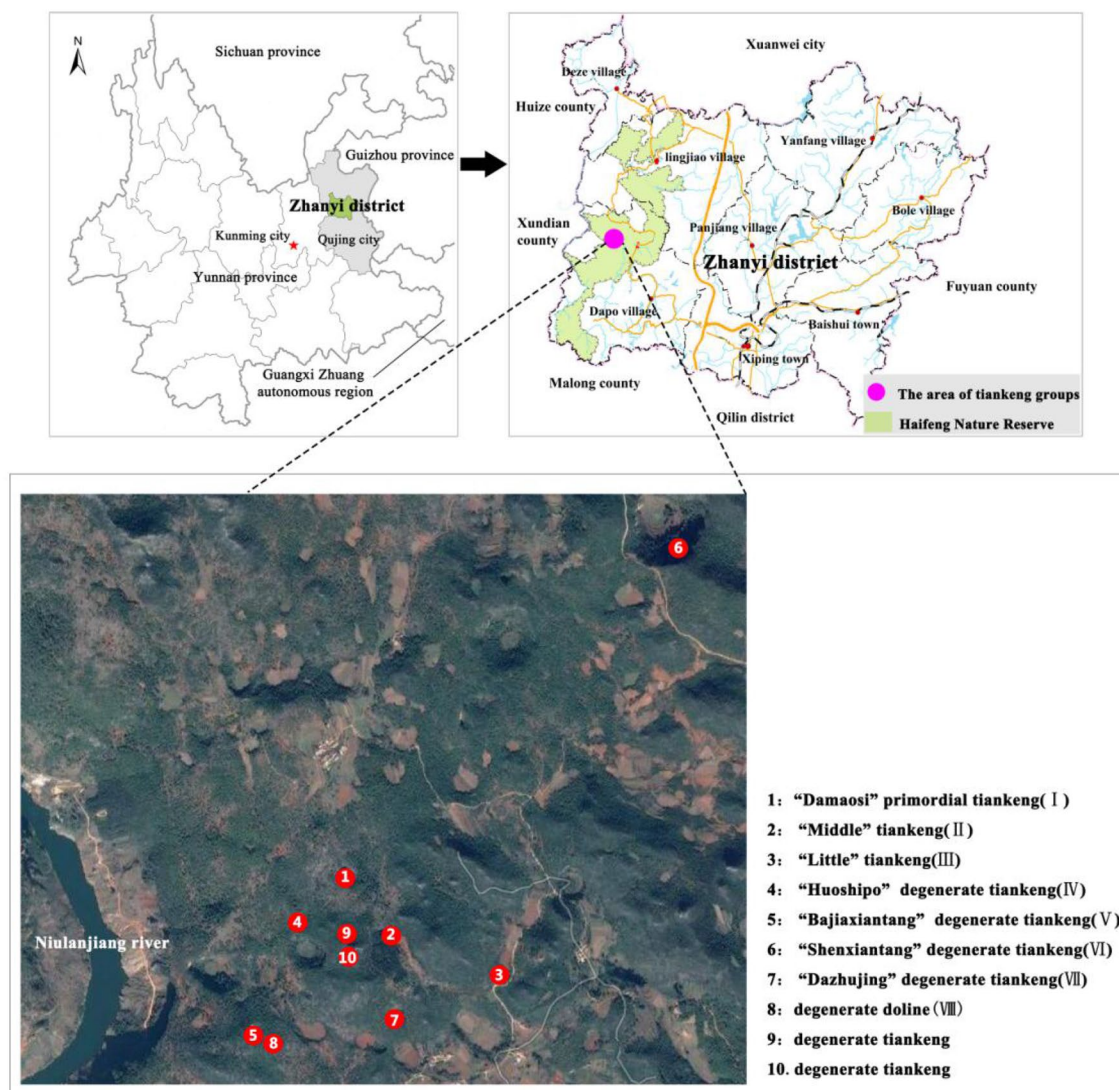 N
Sichuan province
Guizhou province
Zhanyi district
Kunming city
Qujing city
Yunnan province
Guangxi Zhuang
autonomous region
Xuanwei city
Deze village
Huize county
Yanfang village
lingjiao village
Bole village
Xundian
county
Panjiang village
Zhanyi district
Fuyuan county
Dapo village
Baishui town
Xiping town
Malong county
Qilin district
The area of tiankeng groups
Haifeng Nature Reserve
6
1
4
9
2
10
3
7
5
8
Niulanjiang river
1: “Damaosi” primordial tiankeng(Ⅰ)
2: “Middle” tiankeng(Ⅱ)
3: “Little” tiankeng(Ⅲ)
4: “Huoshipo” degenerate tiankeng(Ⅳ)
5: “Bajiaxiantang” degenerate tiankeng(Ⅴ)
6: “Shenxiantang” degenerate tiankeng(Ⅵ)
7: “Dazhujing” degenerate tiankeng(Ⅶ)
8: degenerate doline(Ⅷ)
9: degenerate tiankeng
10. degenerate tiankeng